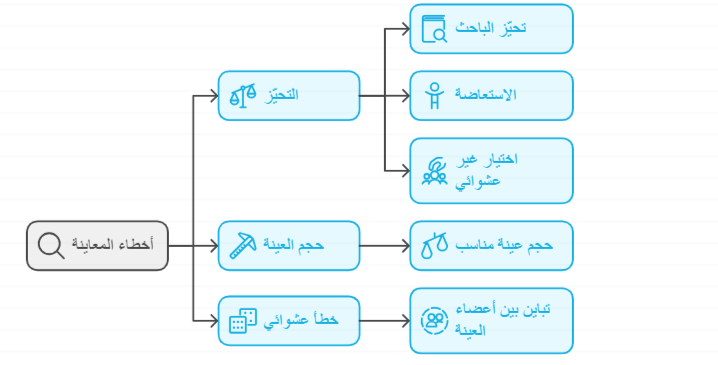 أخطاء المعاينة
التحيّز
تحيّز الباحث
الاستعاضة
اختيار غير
عشوائي
حجم العينة
حجم عينة مناسب
خطأ عشوائي
تباين بين أعضاء
العينة